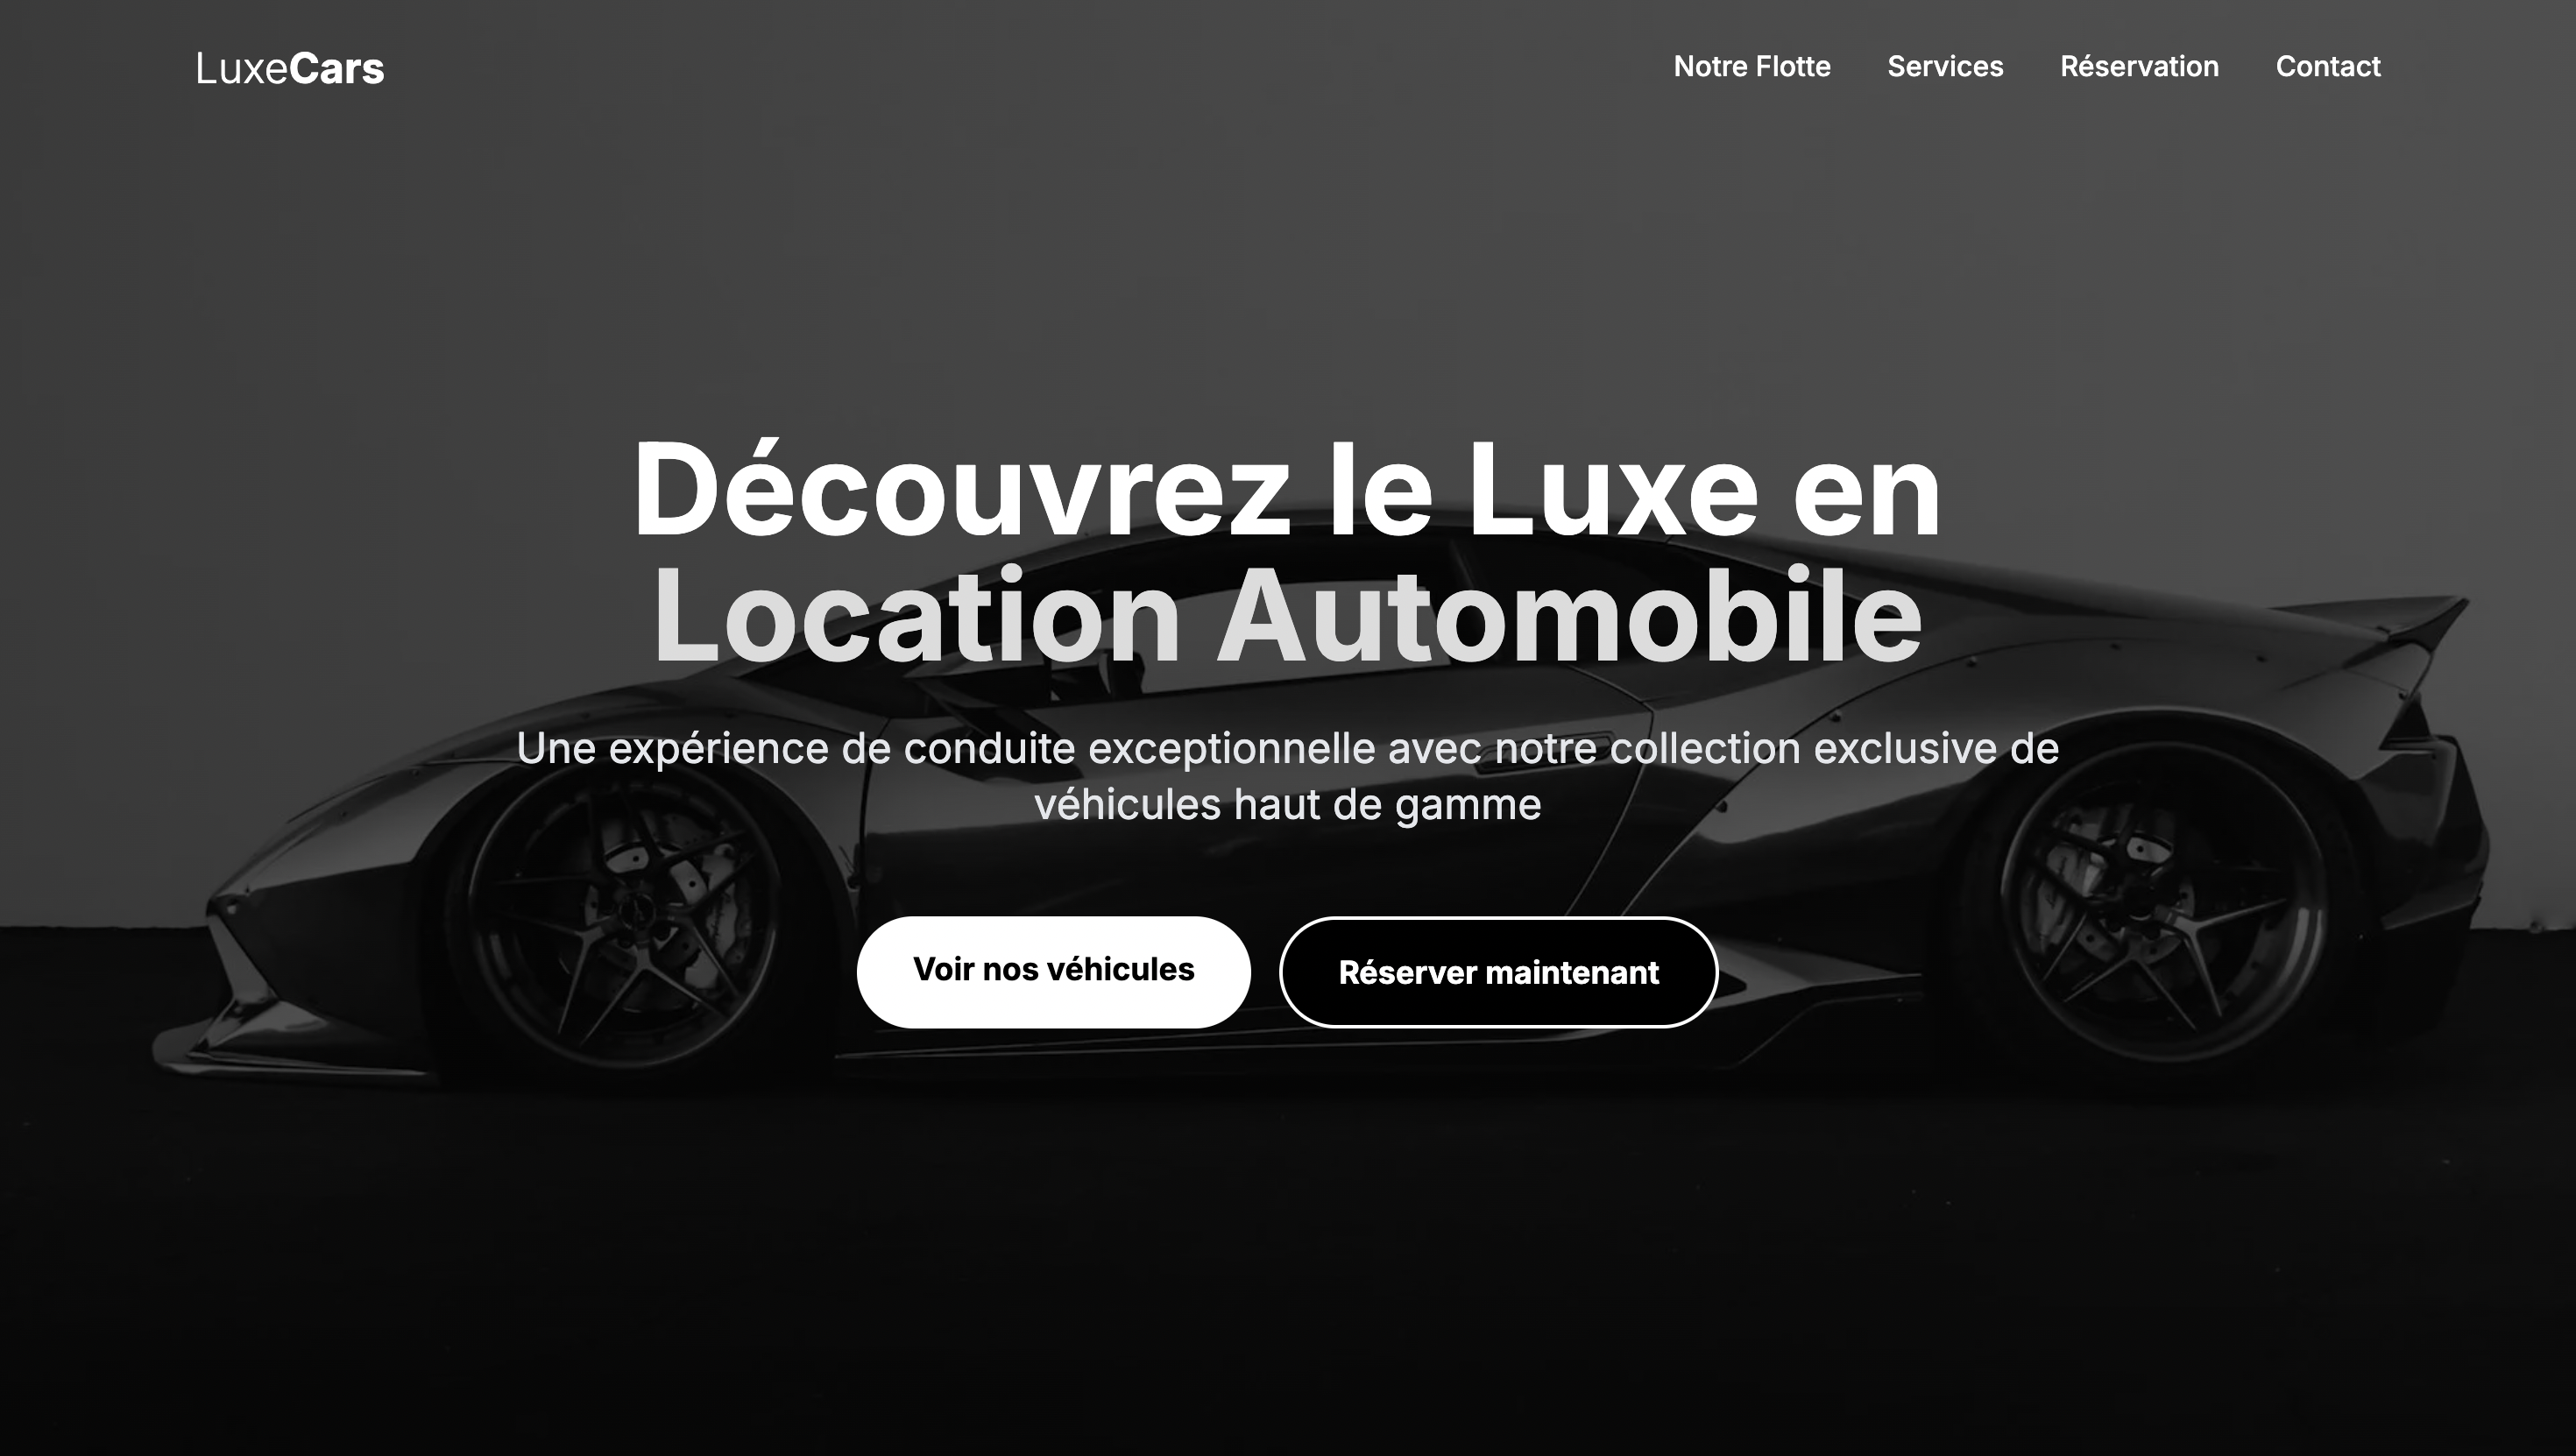 LuxeCars
Notre Flotte Services Réservation Contact
Découvrez le Luxe en
Location Automobile
Une expérience de conduite exceptionnelle avec notre collection exclusive de
véhicules haut de gamme
Voir nos véhicules
Réserver maintenant